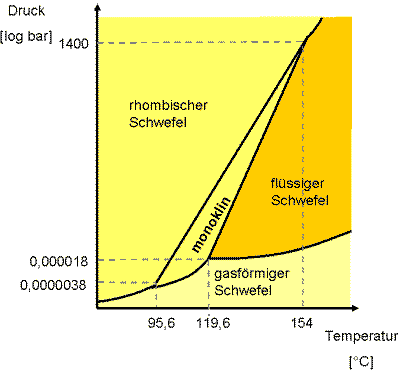 Druck
[log bar]
1400
rhombischer
Schwefel
flüssiger
Schwefel
monoklin
0,000018
gasförmiger
Schwefel
0,0000038
95,6
119,6
154
Temperatur
[°C]